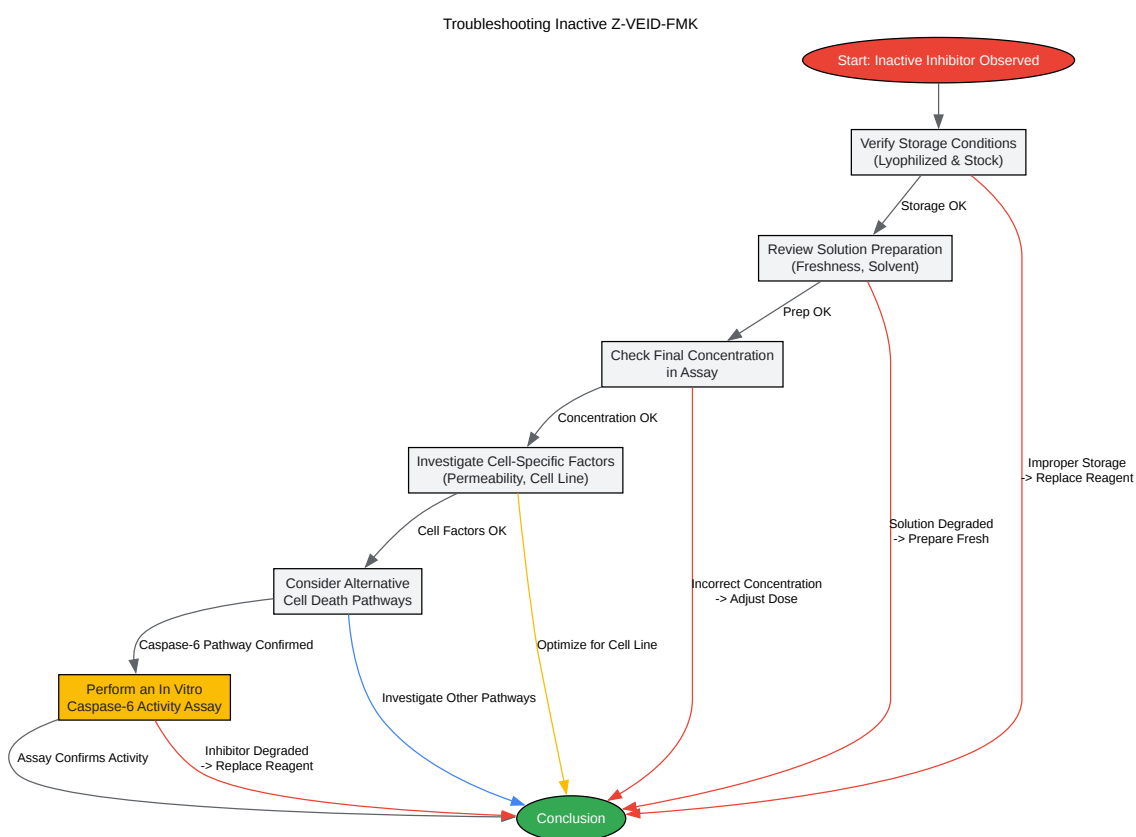 Troubleshooting Inactive Z-VEID-FMK
Start: Inactive Inhibitor Observed
Verify Storage Conditions
(Lyophilized & Stock)
Storage OK
Review Solution Preparation
(Freshness, Solvent)
Prep OK
Check Final Concentration
in Assay
Concentration OK
Investigate Cell-Specific Factors
(Permeability, Cell Line)
Improper Storage
-> Replace Reagent
Cell Factors OK
Solution Degraded
-> Prepare Fresh
Consider Alternative
Cell Death Pathways
Incorrect Concentration
-> Adjust Dose
Caspase-6 Pathway Confirmed
Optimize for Cell Line
Perform an In Vitro
Caspase-6 Activity Assay
Investigate Other Pathways
Assay Confirms Activity
Inhibitor Degraded
-> Replace Reagent
Conclusion